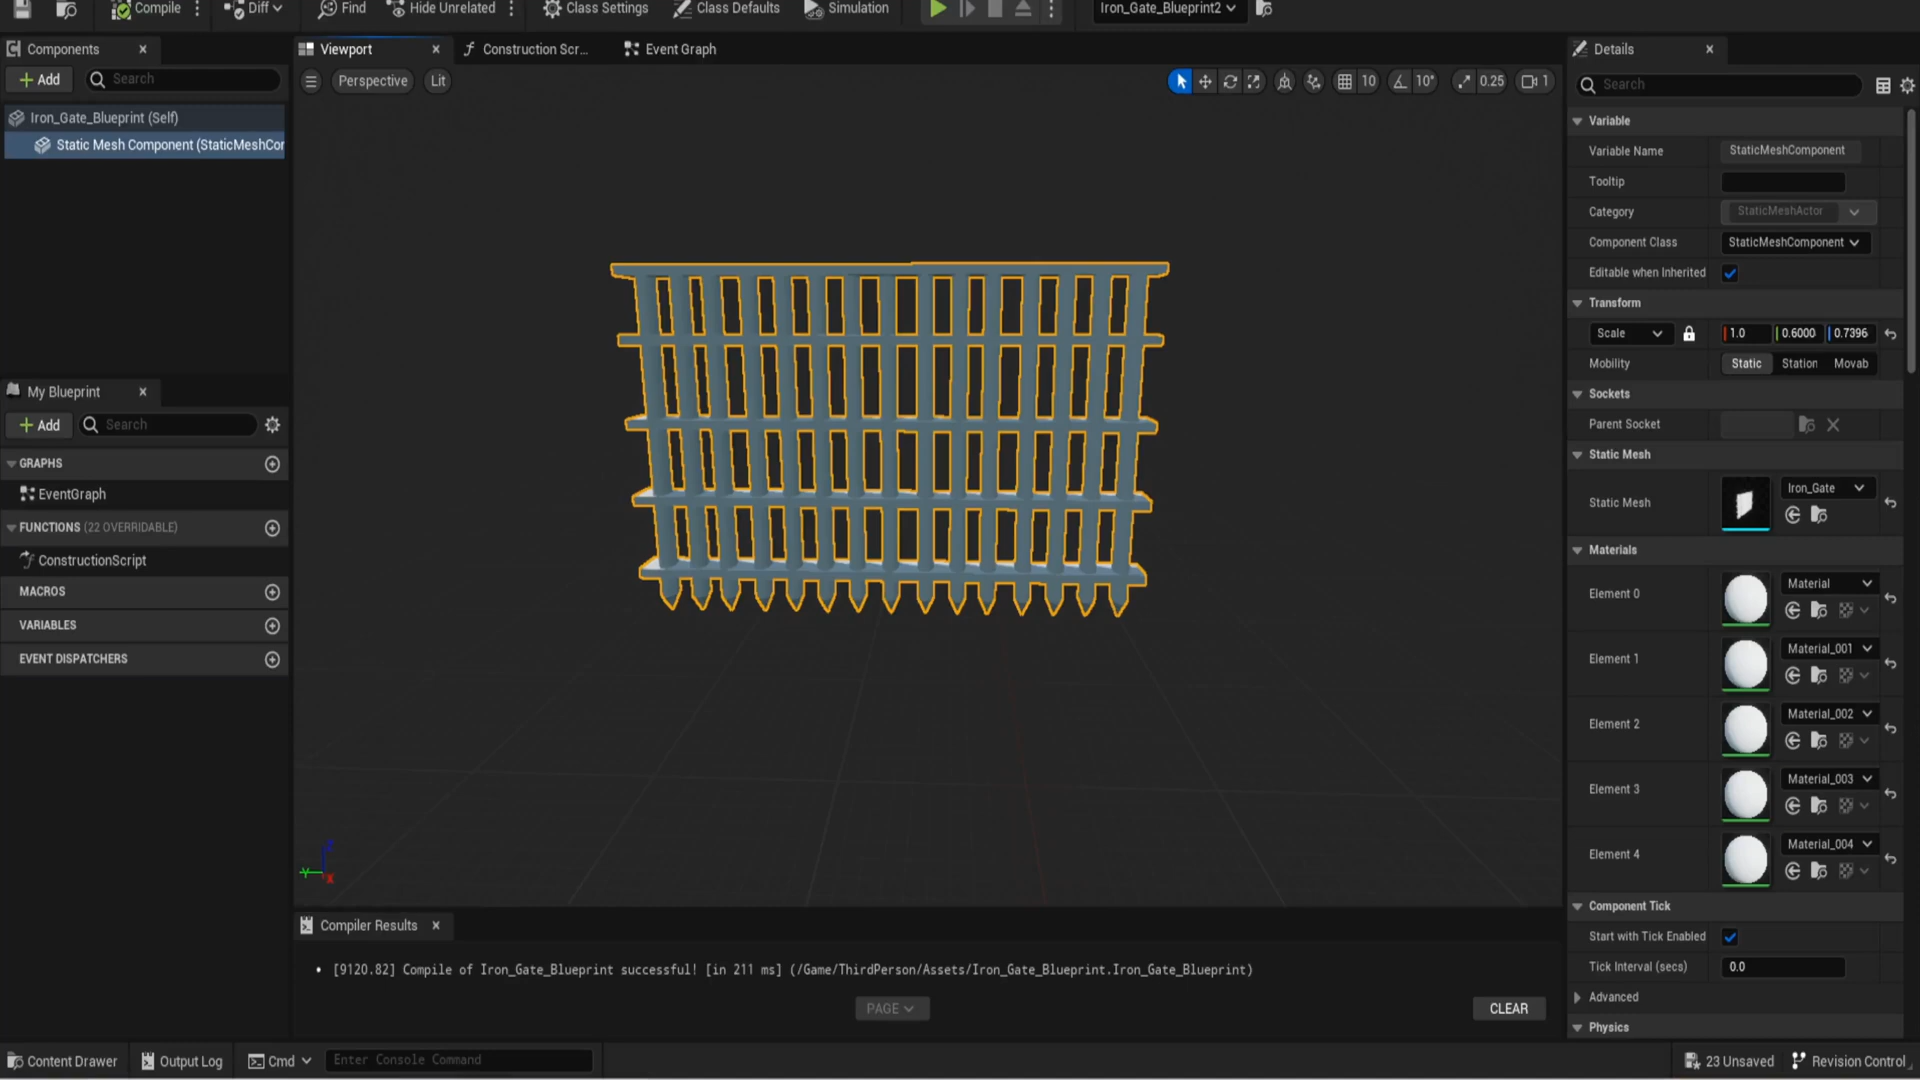 Compile
Diff
Find
Hide Unrelated
Class Settings
Class Defaults
Simulation
Iron_Gate_Blueprint2
Components
Viewport
Construction Scr...
Event Graph
Details
Add
Search
Perspective
Lit
10
10°
0.25
1
Search
Iron_Gate_Blueprint (Self)
Static Mesh Component (StaticMeshCor
Variable
Variable Name
StaticMeshComponent
Tooltip
Category
StaticMeshActor
Component Class
StaticMeshComponent
Editable when Inherited
Transform
Scale
1.0
0.6000
0.7396
Mobility
Static
Station
Movab
Sockets
Parent Socket
Static Mesh
Static Mesh
Iron_Gate
Materials
Element 0
Material
Element 1
Material_001
Element 2
Material_002
Element 3
Material_003
Element 4
Material_004
Component Tick
Start with Tick Enabled
Tick Interval (secs)
0.0
Advanced
Physics
My Blueprint
Add
Search
GRAPHS
EventGraph
FUNCTIONS (22 OVERRIDABLE)
ConstructionScript
MACROS
VARIABLES
EVENT DISPATCHERS
Z
Y
X
Compiler Results
• [9120.82] Compile of Iron_Gate_Blueprint successful! [in 211 ms] (/Game/ThirdPerson/Assets/Iron_Gate_Blueprint.Iron_Gate_Blueprint)
PAGE
CLEAR
Content Drawer
Output Log
Cmd
Enter Console Command
23 Unsaved
Revision Control